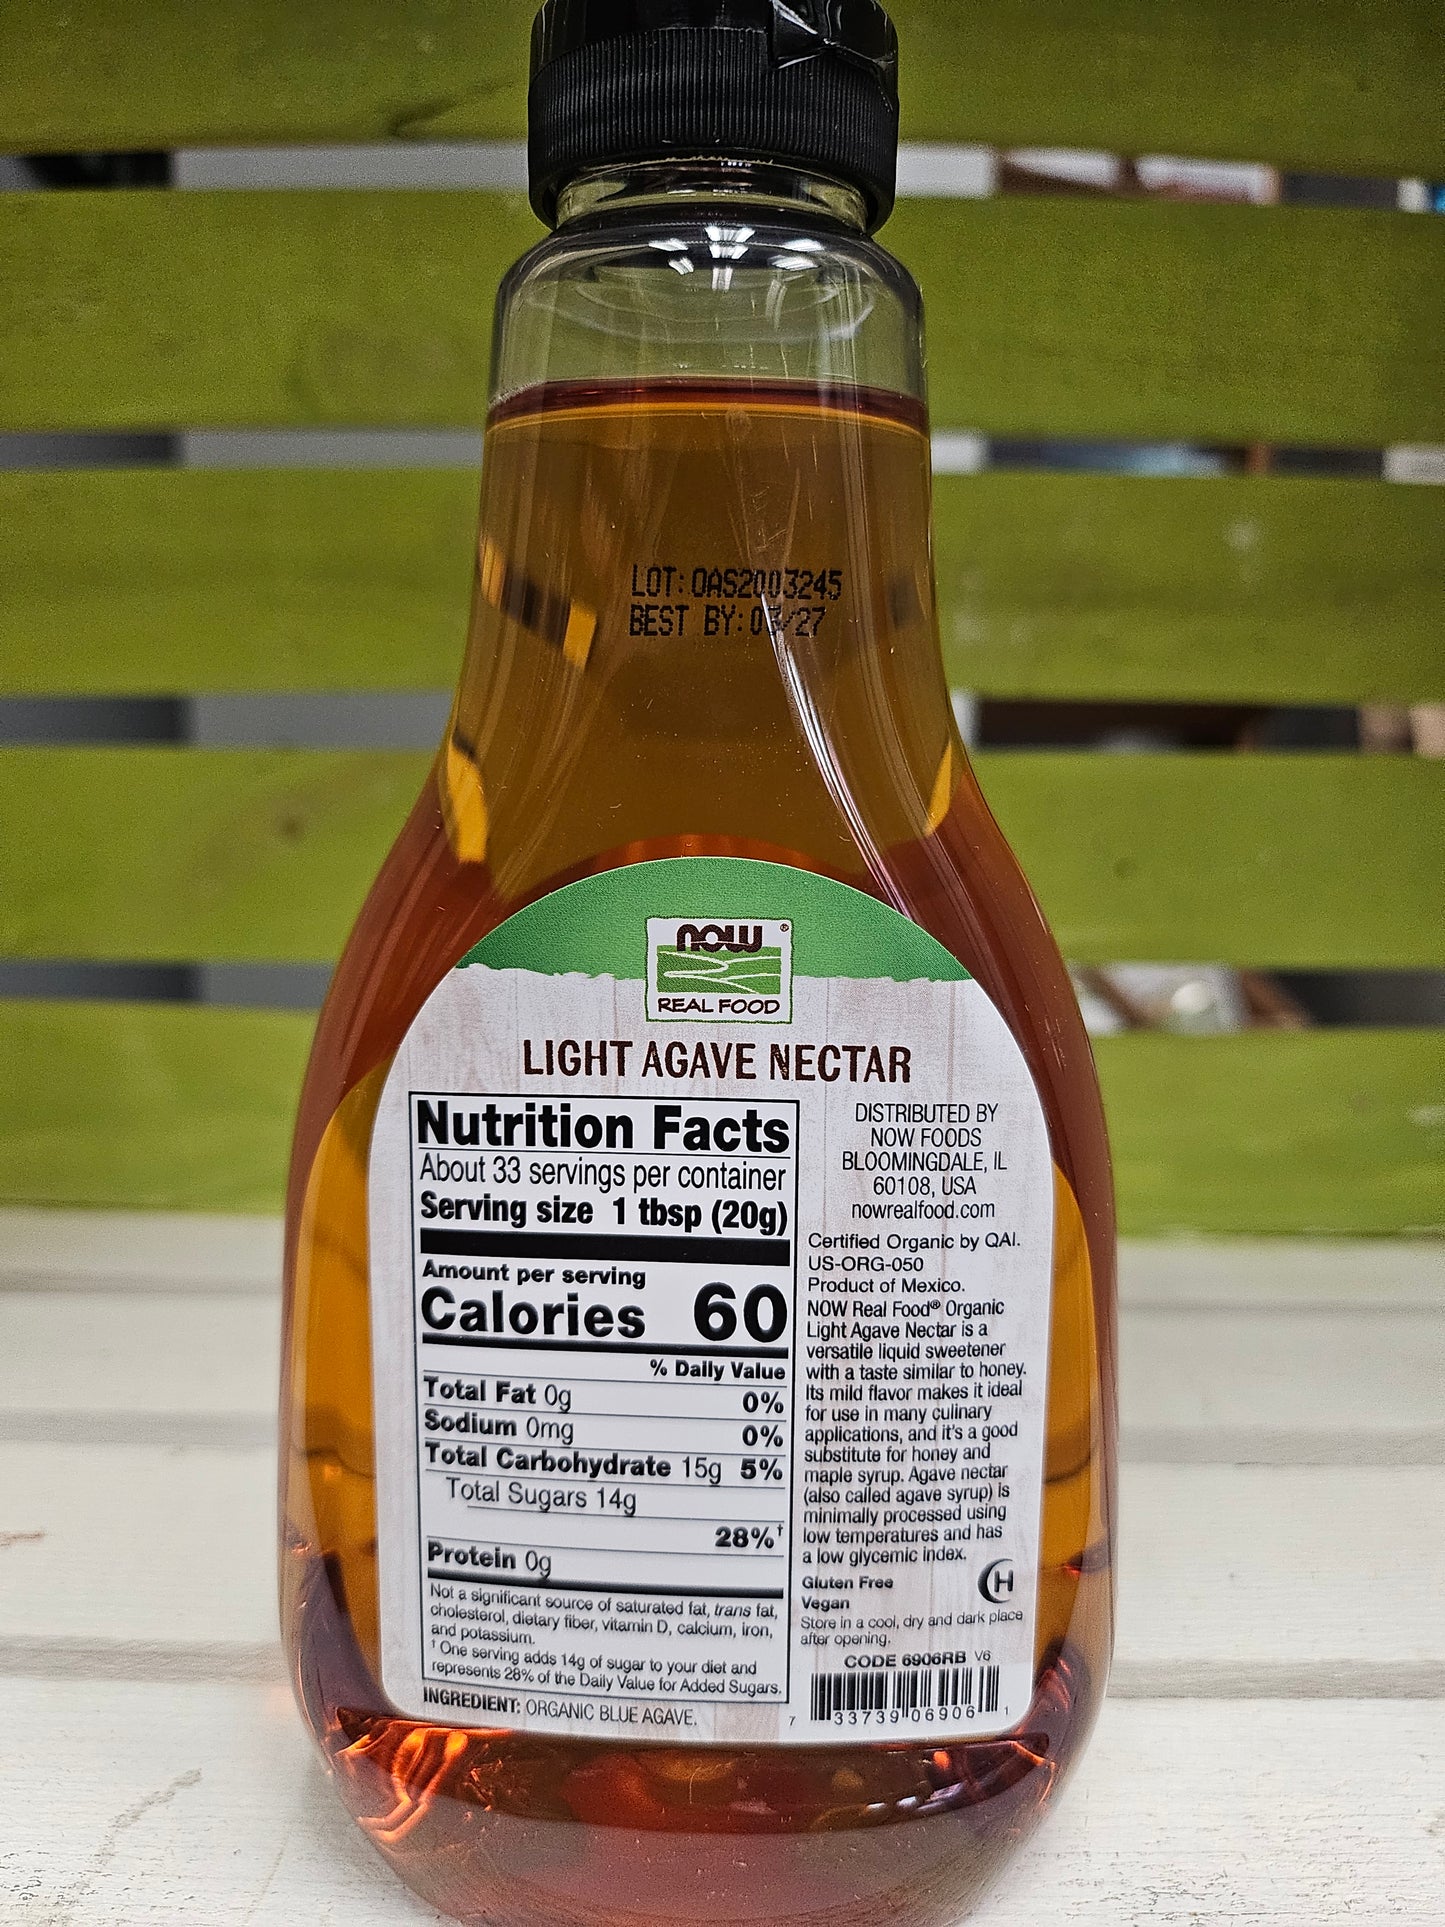 LOT: OAS2003245
BEST BY: 03/27
NOW®
REAL FOOD
LIGHT AGAVE NECTAR
Nutrition Facts
About 33 servings per container
Serving size 1 tbsp (20g)
Amount per serving
Calories 60
% Daily Value
Total Fat 0g 0%
Sodium 0mg 0%
Total Carbohydrate 15g 5%
Total Sugars 14g
28%†
Protein 0g
Not a significant source of saturated fat, trans fat,
cholesterol, dietary fiber, vitamin D, calcium, iron,
and potassium.
† One serving adds 14g of sugar to your diet and
represents 28% of the Daily Value for Added Sugars.
INGREDIENT: ORGANIC BLUE AGAVE.
DISTRIBUTED BY
NOW FOODS
BLOOMINGDALE, IL
60108, USA
nowrealfood.com
Certified Organic by QAI.
US-ORG-050
Product of Mexico.
NOW Real Food® Organic
Light Agave Nectar is a
versatile liquid sweetener
with a taste similar to honey.
Its mild flavor makes it ideal
for use in many culinary
applications, and it's a good
substitute for honey and
maple syrup. Agave nectar
(also called agave syrup) is
minimally processed using
low temperatures and has
a low glycemic index.
Gluten Free
Vegan
H
Store in a cool, dry and dark place
after opening.
CODE 6906RB V6
7 33739 06906 1